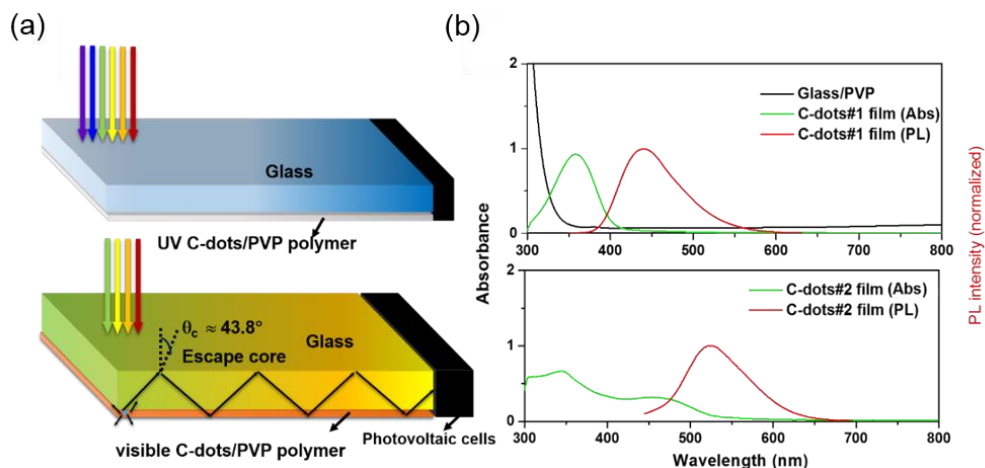 (a)
Glass
UV C-dots/PVP polymer
θc ≈ 43.8°
Escape core
Glass
Photovoltaic cells
visible C-dots/PVP polymer
(b)
2
1
0
300 400 500 600 700 800
Glass/PVP
C-dots#1 film (Abs)
C-dots#1 film (PL)
Absorbance
PL intensity (normalized)
2
1
0
300 400 500 600 700 800
C-dots#2 film (Abs)
C-dots#2 film (PL)
Wavelength (nm)